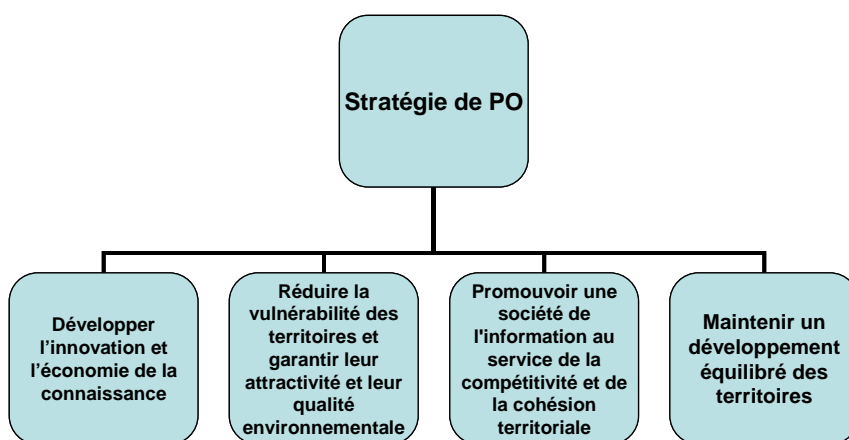 Stratégie de PO
Développer
l’innovation et
l’économie de la
connaissance
Réduire la
vulnérabilité des
territoires et
garantir leur
attractivité et leur
qualité
environnementale
Promouvoir une
société de
l'information au
service de la
compétitivité et de
la cohésion
territoriale
Maintenir un
développement
équilibré des
territoires